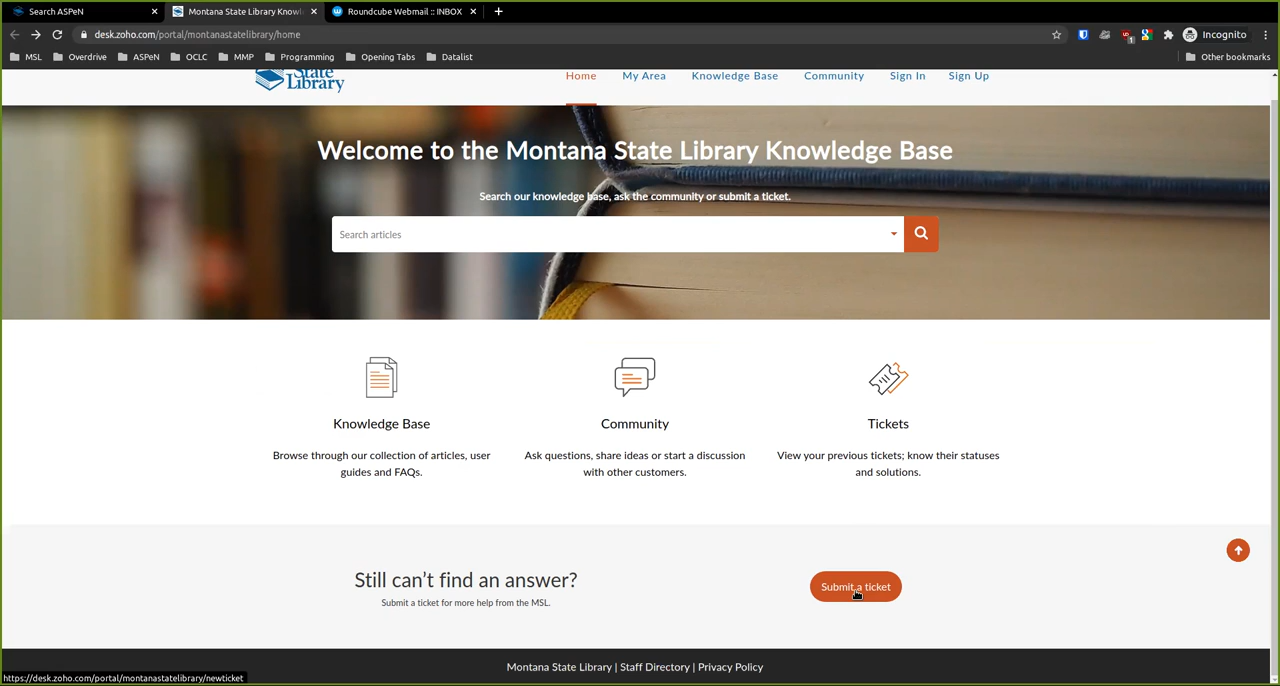 Search ASPeN
Montana State Library Knowl
Roundcube Webmail :: INBOX
desk.zoho.com/portal/montanastatelibrary/home
Incognito
MSL
Overdrive
ASPeN
OCLC
MMP
Programming
Opening Tabs
Datalist
Other bookmarks
State
Library
Home
My Area
Knowledge Base
Community
Sign In
Sign Up
Welcome to the Montana State Library Knowledge Base
Search our knowledge base, ask the community or submit a ticket.
Search articles
Knowledge Base
Community
Tickets
Browse through our collection of articles, user
guides and FAQs.
Ask questions, share ideas or start a discussion
with other customers.
View your previous tickets; know their statuses
and solutions.
Still can't find an answer?
Submit a ticket for more help from the MSL.
Submit a ticket
Montana State Library | Staff Directory | Privacy Policy
https://desk.zoho.com/portal/montanastatelibrary/newticket